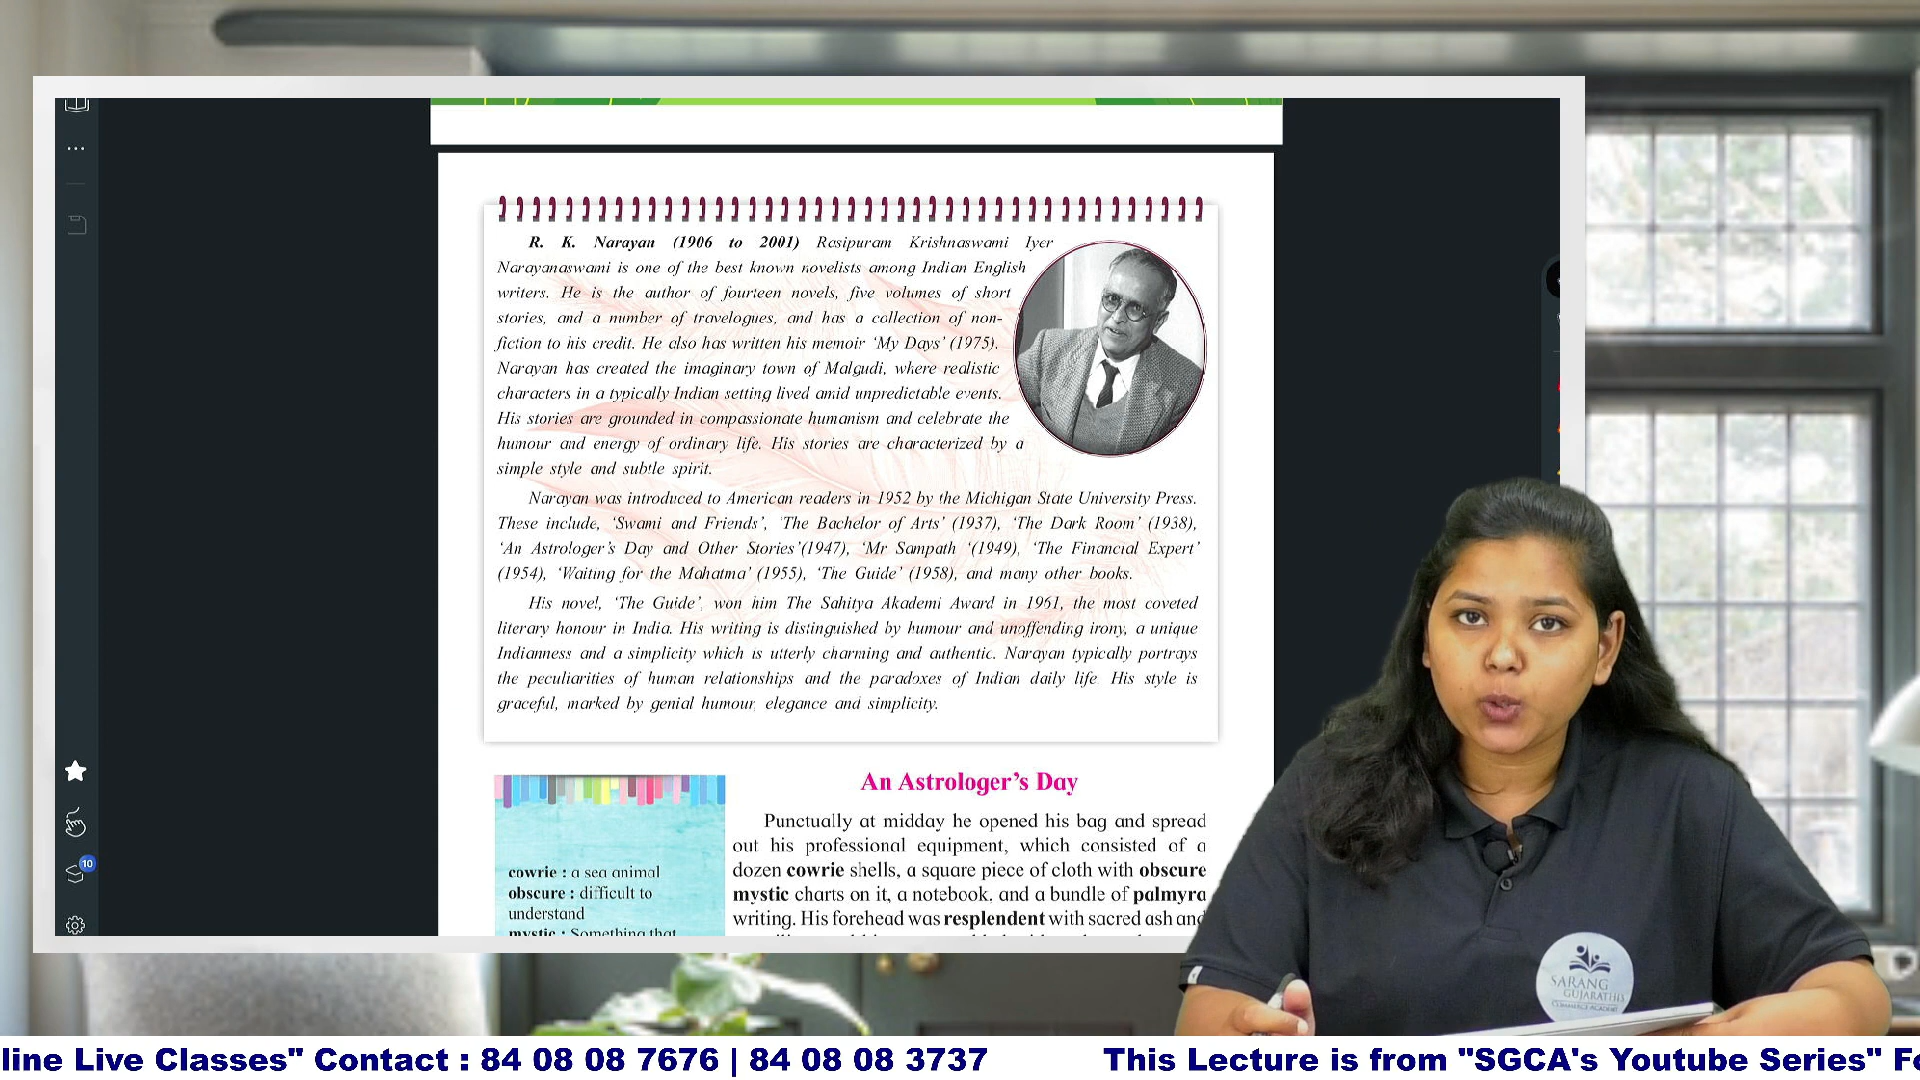 R. K. Narayan (1906 to 2001) Rasipuram Krishnaswami Iyer
Narayanaswami is one of the best known novelists among Indian English
writers. He is the author of fourteen novels, five volumes of short
stories, and a number of travelogues, and has a collection of non-
fiction to his credit. He also has written his memoir ‘My Days’ (1975).
Narayan has created the imaginary town of Malgudi, where realistic
characters in a typically Indian setting lived amid unpredictable events.
His stories are grounded in compassionate humanism and celebrate the
humour and energy of ordinary life. His stories are characterized by a
simple style and subtle spirit.
Narayan was introduced to American readers in 1952 by the Michigan State University Press.
These include, ‘Swami and Friends’, ‘The Bachelor of Arts’ (1937), ‘The Dark Room’ (1938),
‘An Astrologer’s Day and Other Stories’(1947), ‘Mr Sampath ‘(1949), ‘The Financial Expert’
(1954), ‘Waiting for the Mahatma’ (1955), ‘The Guide’ (1958), and many other books.
His novel, ‘The Guide’, won him The Sahitya Akademi Award in 1961, the most coveted
literary honour in India. His writing is distinguished by humour and unoffending irony, a unique
Indianness and a simplicity which is utterly charming and authentic. Narayan typically portrays
the peculiarities of human relationships and the paradoxes of Indian daily life. His style is
graceful, marked by genial humour, elegance and simplicity.
An Astrologer’s Day
Punctually at midday he opened his bag and spread
out his professional equipment, which consisted of a
dozen cowrie shells, a square piece of cloth with obscure
mystic charts on it, a notebook, and a bundle of palmyra
writing. His forehead was resplendent with sacred ash and
cowrie : a sea animal
obscure : difficult to
understand
mystic : Something that
10
SARANG
GUJARATHI's
COMMERCE ACADEMY
line Live Classes" Contact : 84 08 08 7676 | 84 08 08 3737 This Lecture is from "SGCA's Youtube Series" Fo